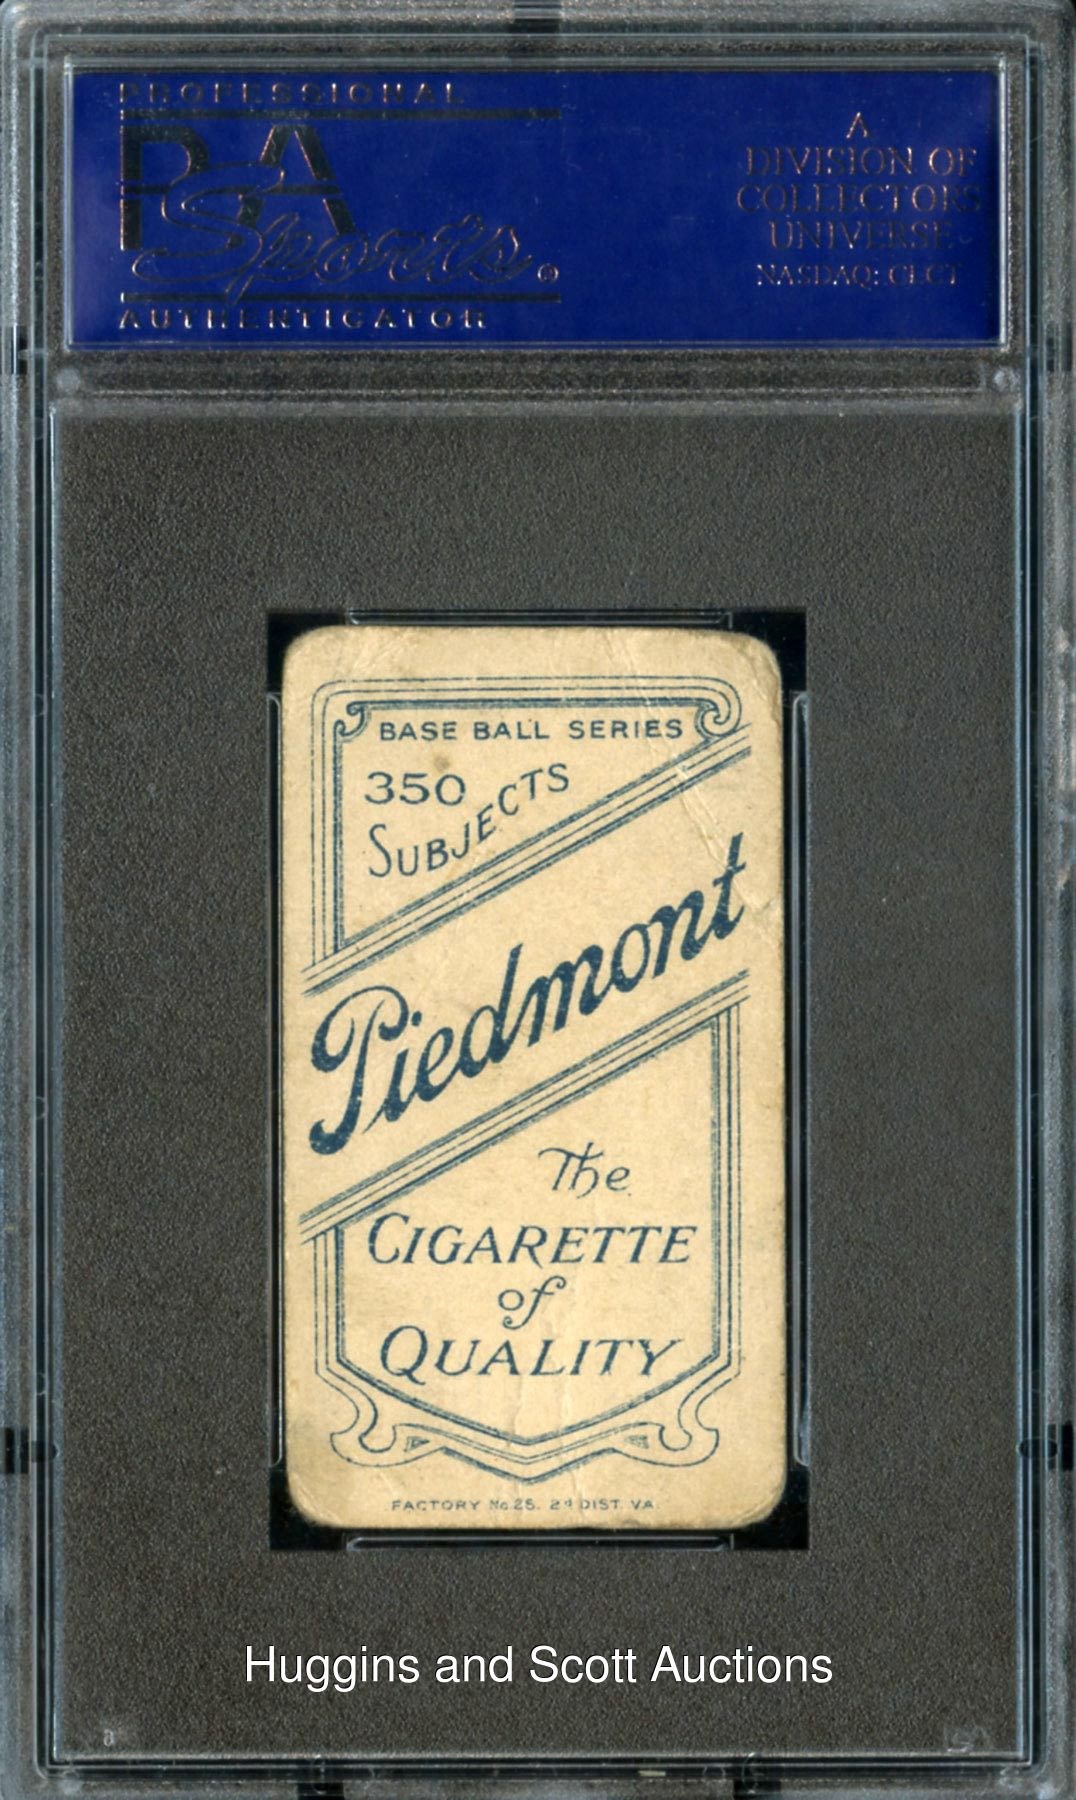 PROFESSIONAL
PSA
Sports®
AUTHENTICATOR
A
DIVISION OF
COLLECTORS
UNIVERSE
NASDAQ: CLCT
BASE BALL SERIES
350
SUBJECTS
Piedmont
The
CIGARETTE
of
QUALITY
FACTORY No. 25. 2d DIST. VA.
Huggins and Scott Auctions